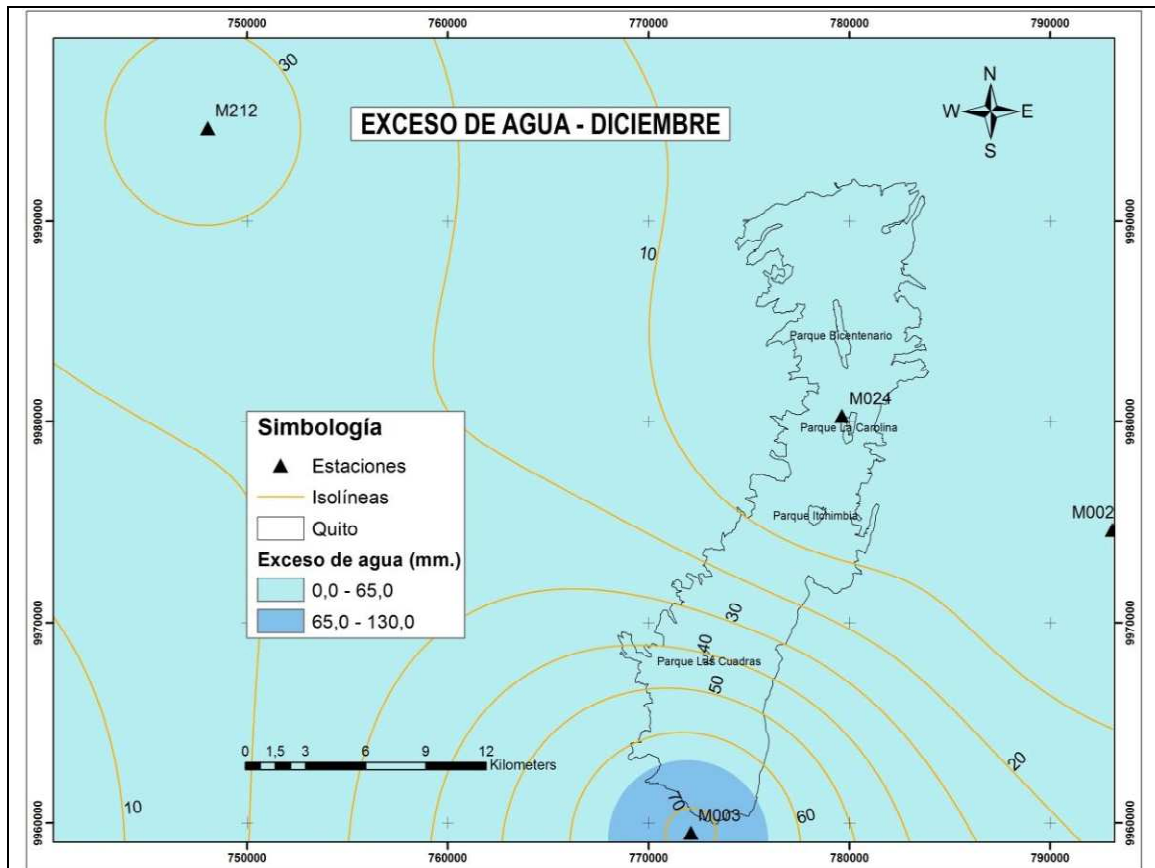 750000 760000 770000 780000 790000
30
M212
EXCESO DE AGUA - DICIEMBRE
N
W E
S
9990000 9990000
10
Parque Bicentenario
M024
9980000 9980000
Parque La Carolina
Simbología
Estaciones
Isolíneas
Quito
Exceso de agua (mm.)
0,0 - 65,0
65,0 - 130,0
Parque Itchimbia
M002
9970000 9970000
30
40
Parque Las Cuadras
50
0 1,5 3 6 9 12
Kilometers
20
10
70
M003
60
9960000 9960000
750000 760000 770000 780000 790000